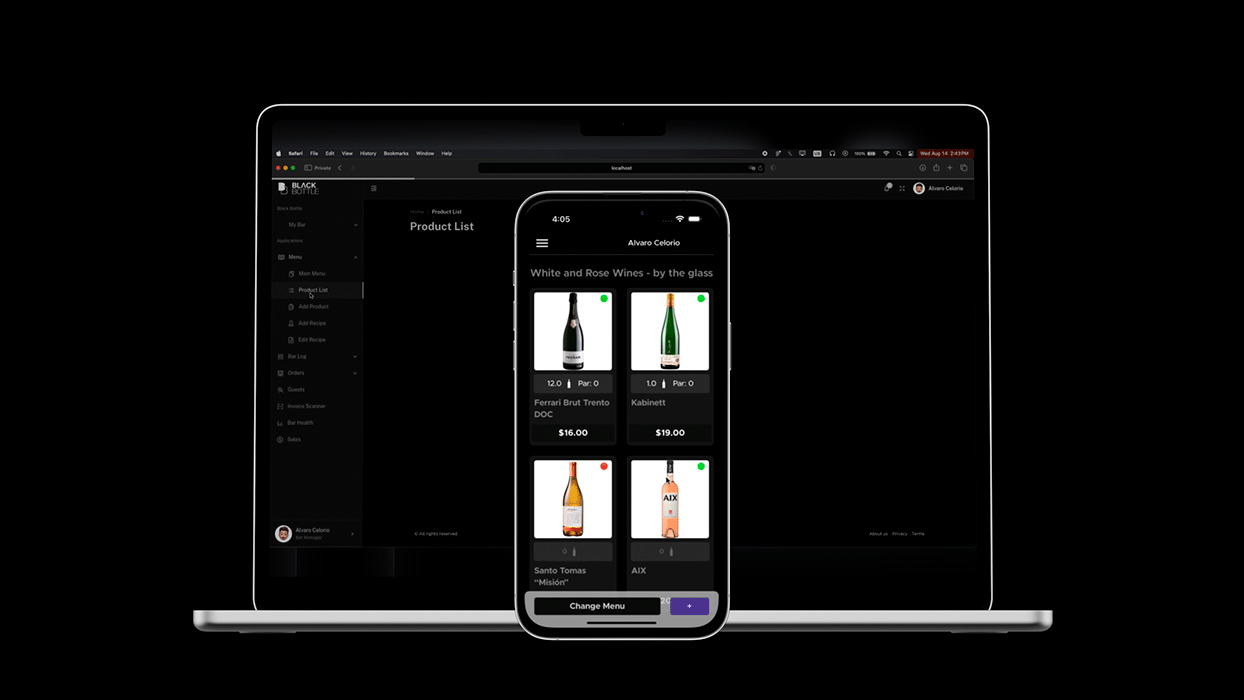 Safari File Edit View History Bookmarks Window Help
US 100% Wed Aug 14 2:43PM
Private localhost
BLACK
BOTTLE
Alvaro Celorio
Black Bottle
My Bar
Applications
Menu
Main Menu
Product List
Add Product
Add Recipe
Edit Recipe
Bar Log
Orders
Guests
Invoice Scanner
Bar Health
Sales
Alvaro Celorio
Bar Manager
Home Product List
Product List
© All rights reserved
About us Privacy Terms
4:05
Alvaro Celorio
White and Rose Wines - by the glass
12.0 Par: 0
Ferrari Brut Trento
DOC
$16.00
1.0 Par: 0
Kabinett
$19.00
0
Santo Tomas
“Misión”
AIX
0
AIX
Change Menu
+